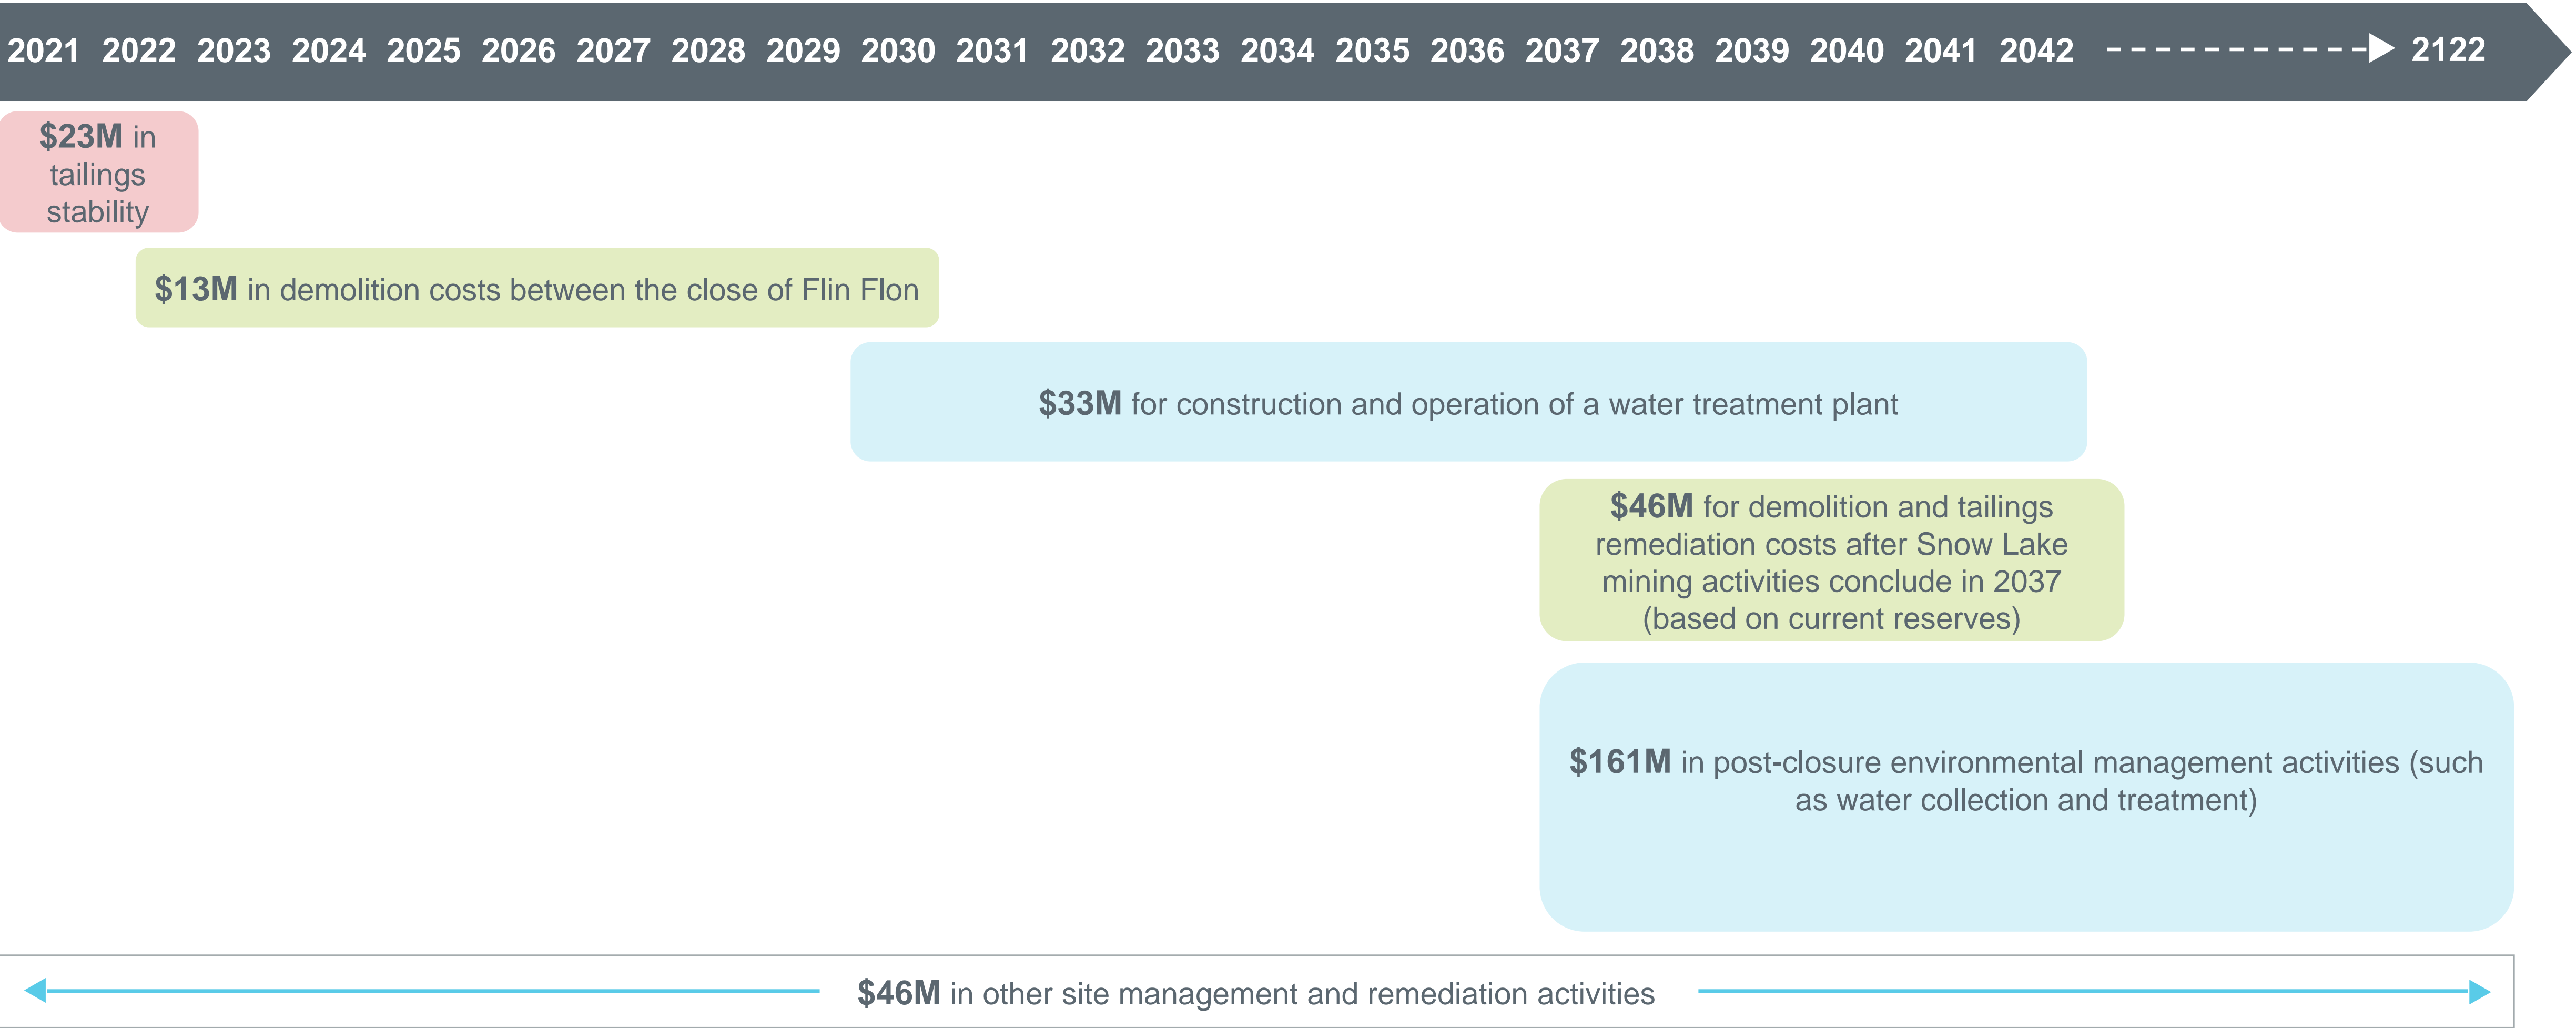 2021 2022 2023 2024 2025 2026 2027 2028 2029 2030 2031 2032 2033 2034 2035 2036 2037 2038 2039 2040 2041 2042 2122
$23M in
tailings
stability
$13M in demolition costs between the close of Flin Flon
$33M for construction and operation of a water treatment plant
$46M for demolition and tailings
remediation costs after Snow Lake
mining activities conclude in 2037
(based on current reserves)
$161M in post-closure environmental management activities (such
as water collection and treatment)
$46M in other site management and remediation activities